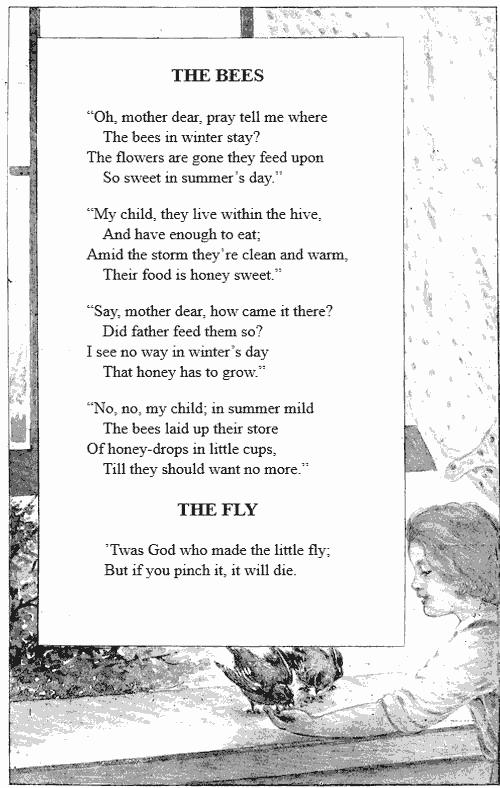 THE BEES
“Oh, mother dear, pray tell me where
The bees in winter stay?
The flowers are gone they feed upon
So sweet in summer’s day.”
“My child, they live within the hive,
And have enough to eat;
Amid the storm they’re clean and warm,
Their food is honey sweet.”
“Say, mother dear, how came it there?
Did father feed them so?
I see no way in winter’s day
That honey has to grow.”
“No, no, my child; in summer mild
The bees laid up their store
Of honey-drops in little cups,
Till they should want no more.”
THE FLY
’Twas God who made the little fly;
But if you pinch it, it will die.